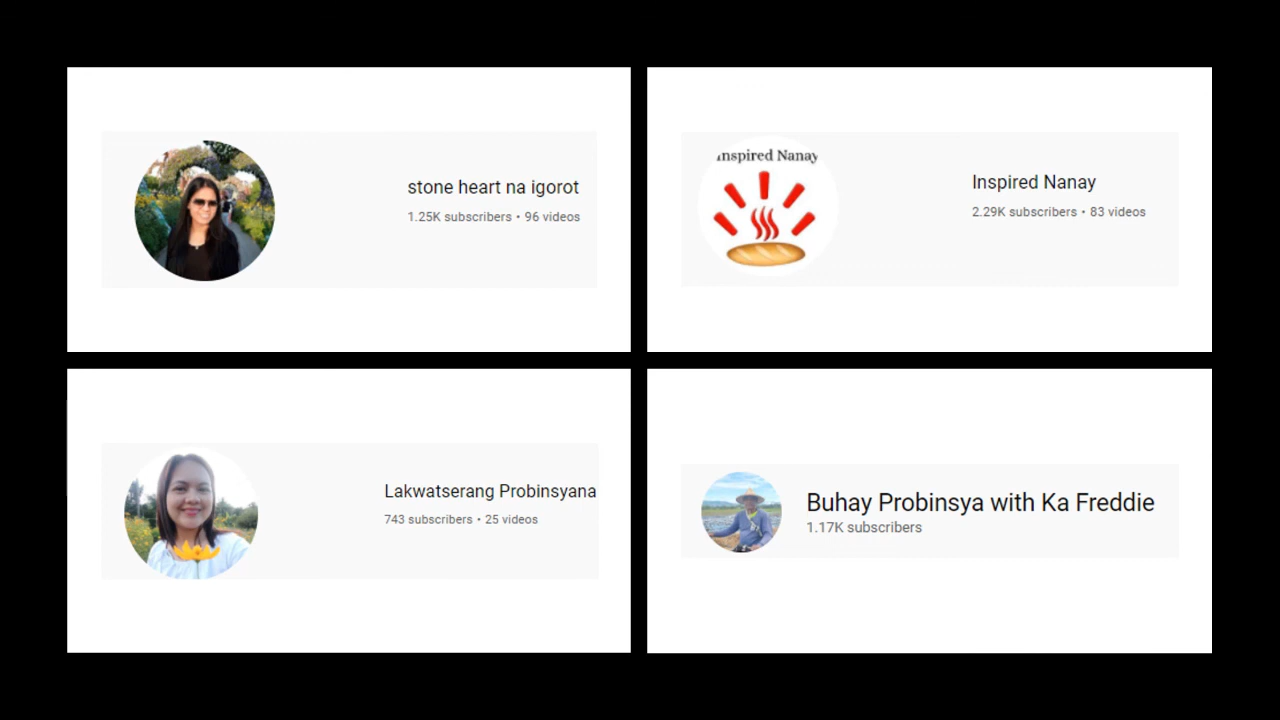 stone heart na igorot
1.25K subscribers • 96 videos
Inspired Nanay
Inspired Nanay
2.29K subscribers • 83 videos
Lakwatserang Probinsyana
743 subscribers • 25 videos
Buhay Probinsya with Ka Freddie
1.17K subscribers